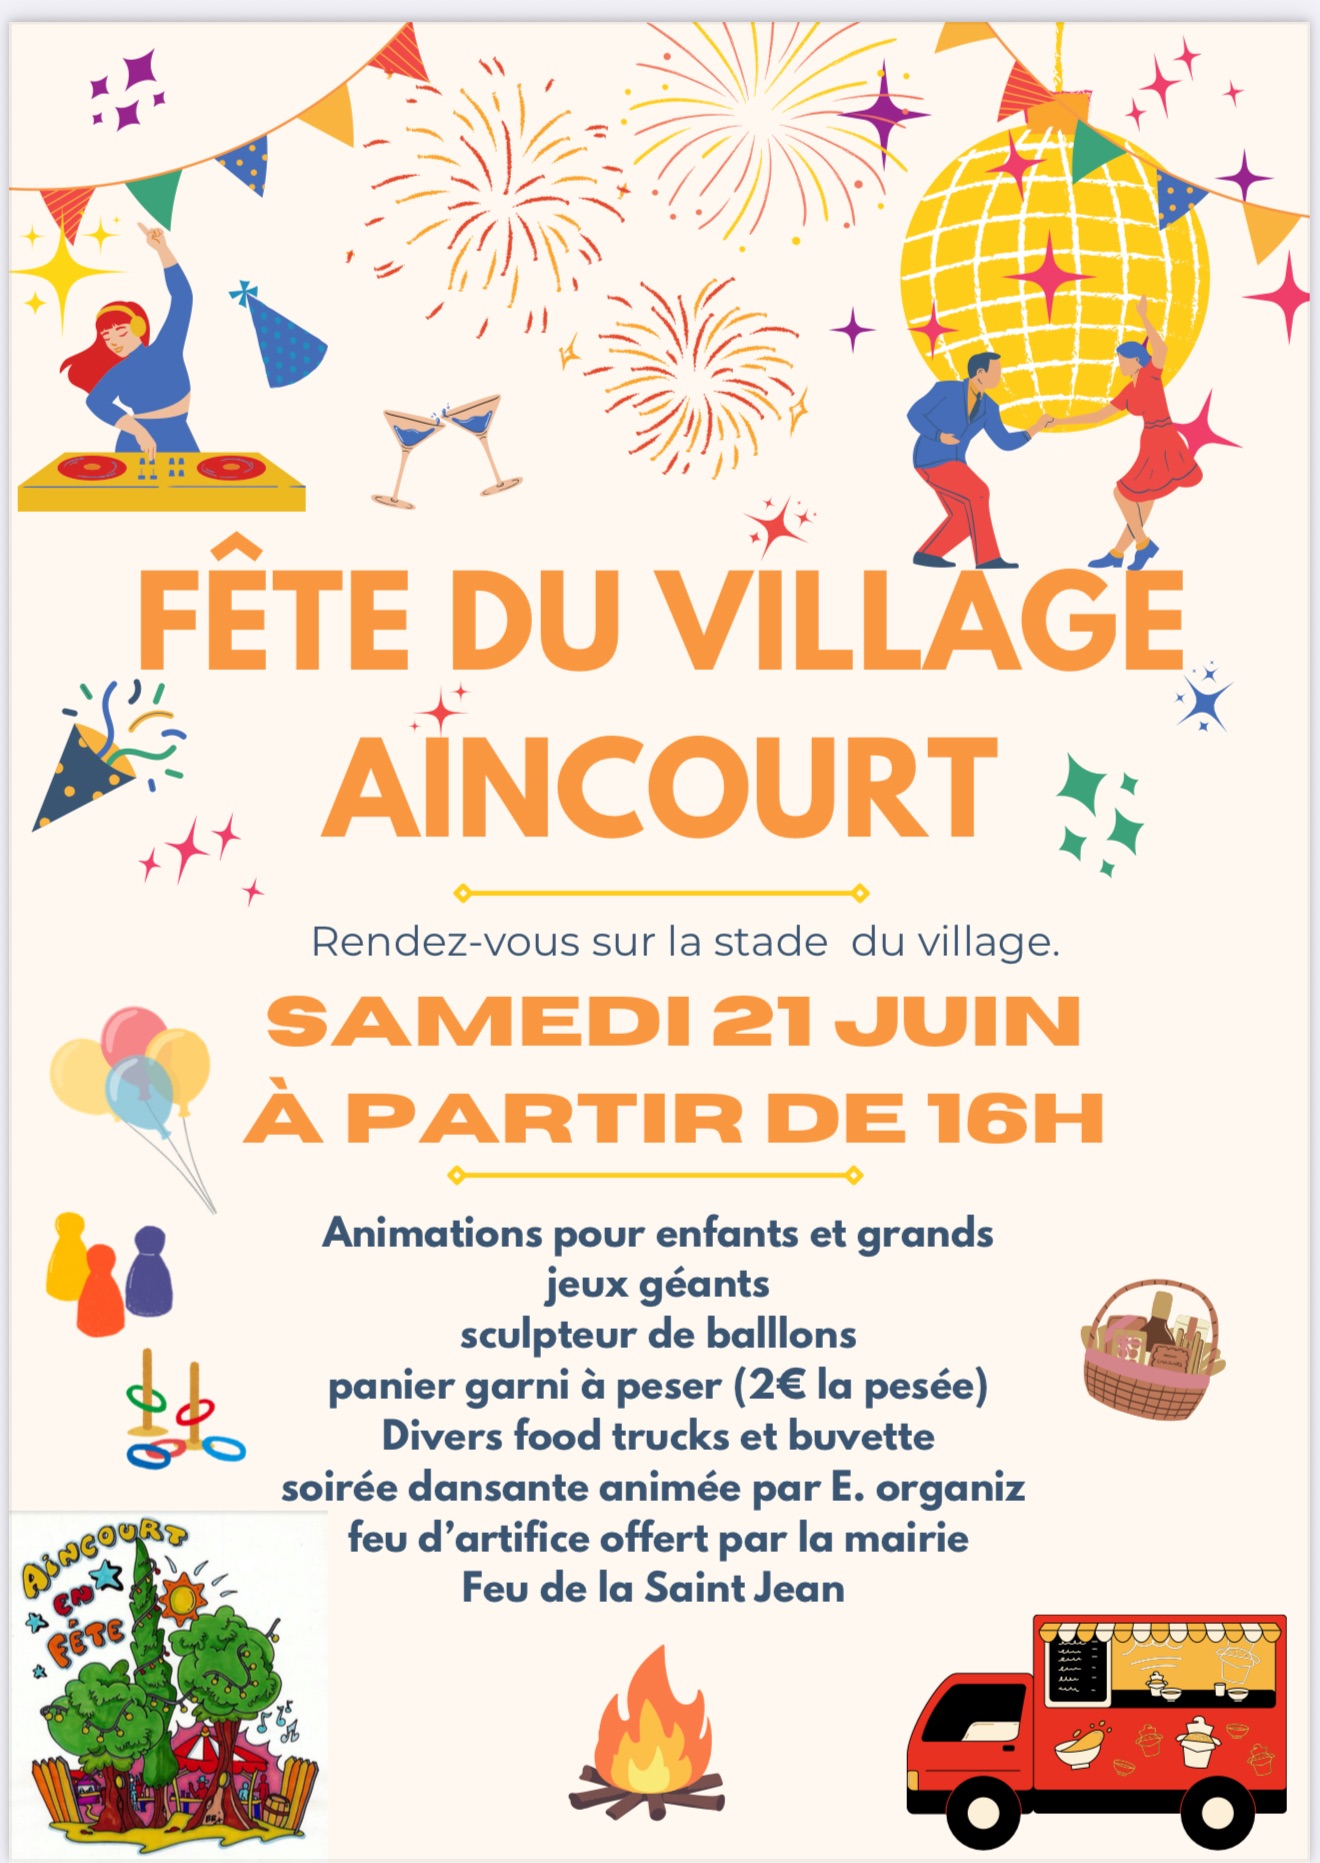 FÊTE DU VILLAGE
AINCOURT
Rendez-vous sur la stade du village.
SAMEDI 21 JUIN
À PARTIR DE 16H
Animations pour enfants et grands
jeux géants
sculpteur de balllons
panier garni à peser (2€ la pesée)
Divers food trucks et buvette
soirée dansante animée par E. organiz
feu d'artifice offert par la mairie
Feu de la Saint Jean
AiNCOURT
EN
FÊTE